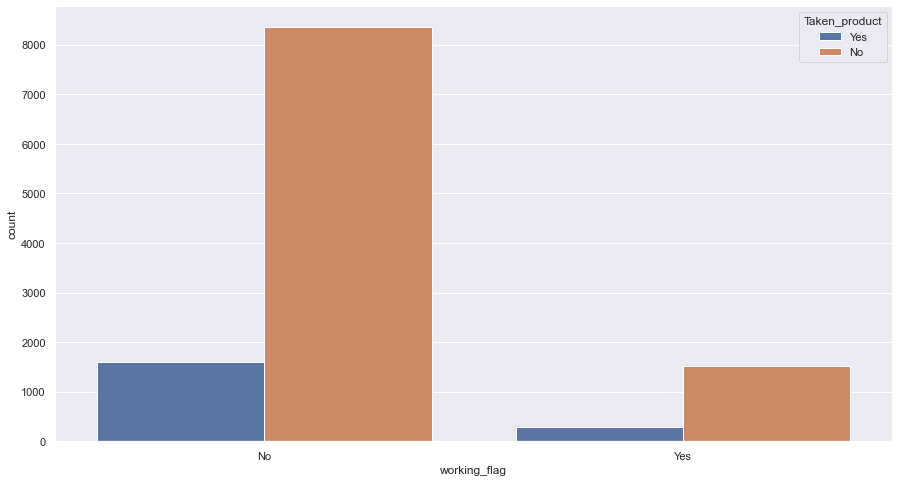 Taken_product
Yes
No
8000
7000
6000
5000
4000
3000
2000
1000
0
count
No
Yes
working_flag